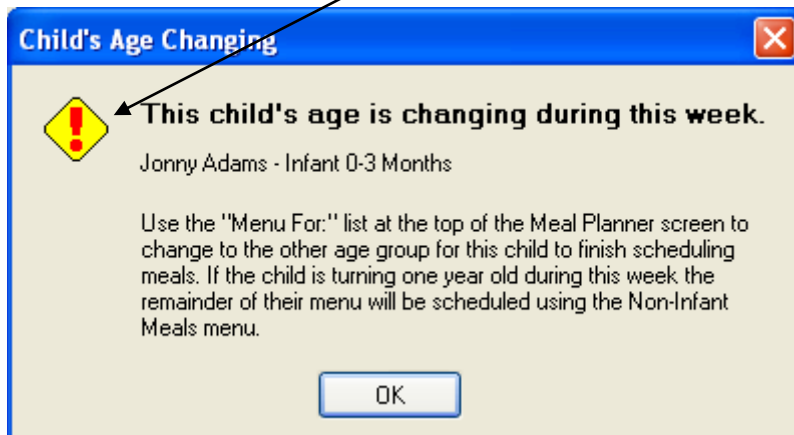 Child's Age Changing
This child's age is changing during this week.
Jonny Adams - Infant 0-3 Months
Use the "Menu For:" list at the top of the Meal Planner screen to
change to the other age group for this child to finish scheduling
meals. If the child is turning one year old during this week the
remainder of their menu will be scheduled using the Non-Infant
Meals menu.
OK